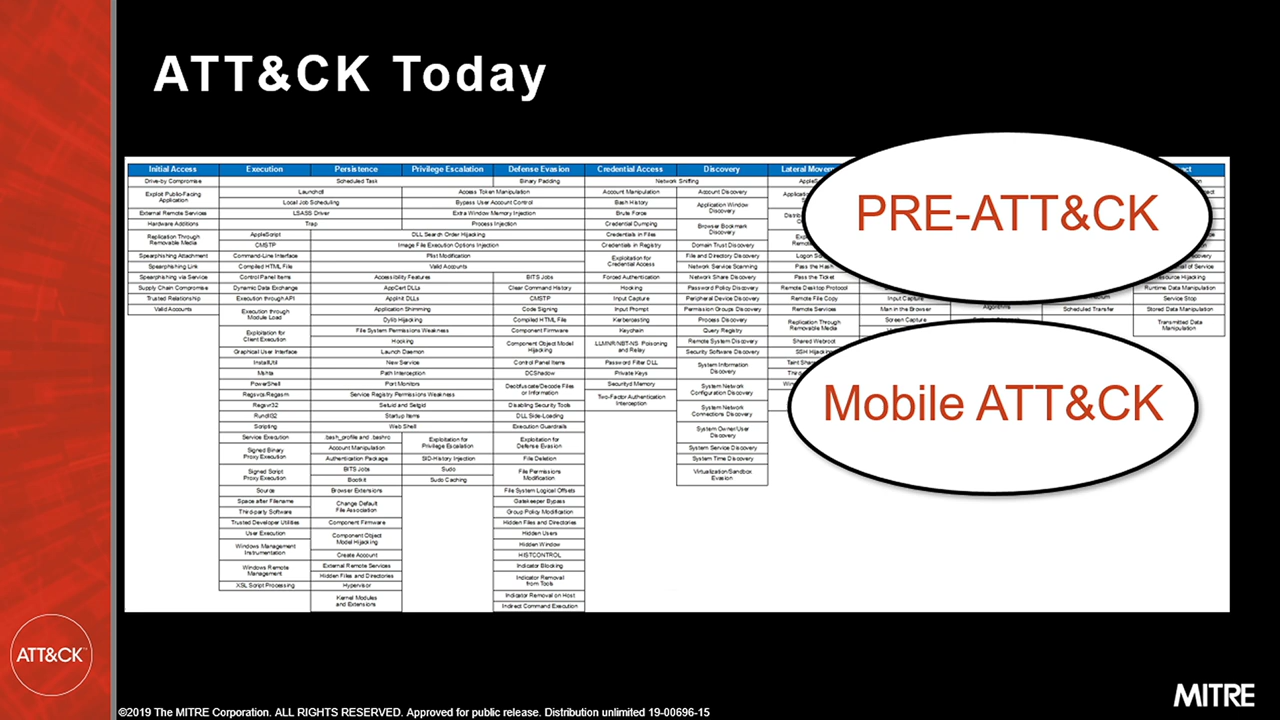 ATT&CK Today
Initial Access
Execution
Persistence
Privilege Escalation
Defense Evasion
Credential Access
Discovery
Drive-by Compromise
Scheduled Task
Binary Padding
Network Sniffing
Exploit Public-Facing
Application
Launchctl
Access Token Manipulation
Account Manipulation
Account Discovery
Local Job Scheduling
Bypass User Account Control
Bash History
Application Window
Discovery
External Remote Services
LSASS Driver
Extra Window Memory Injection
Brute Force
Hardware Additions
Trap
Process Injection
Credential Dumping
Browser Bookmark
Discovery
Replication Through
Removable Media
AppleScript
DLL Search Order Hijacking
Credentials in Files
CMSTP
Image File Execution Options Injection
Credentials in Registry
Domain Trust Discovery
Spearphishing Attachment
Command-Line Interface
Plist Modification
Exploitation for
Credential Access
File and Directory Discovery
Spearphishing Link
Compiled HTML File
Valid Accounts
Network Service Scanning
Pass the Hash
Spearphishing via Service
Control Panel Items
Accessibility Features
BITS Jobs
Forced Authentication
Network Share Discovery
Pass the Ticket
Supply Chain Compromise
Dynamic Data Exchange
AppCert DLLs
Clear Command History
Hooking
Password Policy Discovery
Remote Desktop Protocol
Runtime Data Manipulation
Trusted Relationship
Execution through API
AppInit DLLs
CMSTP
Input Capture
Peripheral Device Discovery
Remote File Copy
Input Capture
Service Stop
Valid Accounts
Execution through
Module Load
Application Shimming
Code Signing
Input Prompt
Permission Groups Discovery
Remote Services
Man in the Browser
Scheduled Transfer
Stored Data Manipulation
Dylib Hijacking
Compiled HTML File
Kerberoasting
Process Discovery
Replication Through
Removable Media
Screen Capture
Transmitted Data
Manipulation
Exploitation for
Client Execution
File System Permissions Weakness
Component Firmware
Keychain
Query Registry
Hooking
Component Object Model
Hijacking
LLMNR/NBT-NS Poisoning
and Relay
Remote System Discovery
Shared Webroot
Graphical User Interface
Launch Daemon
Security Software Discovery
InstallUtil
New Service
Control Panel Items
Password Filter DLL
System Information
Discovery
Mshta
Path Interception
DCShadow
Private Keys
PowerShell
Port Monitors
Deobfuscate/Decode Files
or Information
Securityd Memory
System Network
Configuration Discovery
Regsvcs/Regasm
Service Registry Permissions Weakness
Two-Factor Authentication
Interception
Regsvr32
Setuid and Setgid
Disabling Security Tools
System Network
Connections Discovery
Rundll32
Startup Items
DLL Side-Loading
Scripting
Web Shell
Execution Guardrails
System Owner/User
Discovery
Service Execution
.bash_profile and .bashrc
Exploitation for
Privilege Escalation
Exploitation for
Defense Evasion
Signed Binary
Proxy Execution
Account Manipulation
System Service Discovery
Authentication Package
SID-History Injection
File Deletion
System Time Discovery
Signed Script
Proxy Execution
BITS Jobs
Sudo
File Permissions
Modification
Virtualization/Sandbox
Evasion
Bootkit
Sudo Caching
Source
Browser Extensions
File System Logical Offsets
Space after Filename
Change Default
File Association
Gatekeeper Bypass
Third-party Software
Group Policy Modification
Trusted Developer Utilities
Component Firmware
Hidden Files and Directories
User Execution
Component Object
Model Hijacking
Hidden Users
Windows Management
Instrumentation
Hidden Window
Create Account
HISTCONTROL
Windows Remote
Management
External Remote Services
Indicator Blocking
Hidden Files and Directories
Indicator Removal
from Tools
XSL Script Processing
Hypervisor
Kernel Modules
and Extensions
Indicator Removal on Host
Indirect Command Execution
PRE-ATT&CK
Mobile ATT&CK
ATT&CK™
MITRE
©2019 The MITRE Corporation. ALL RIGHTS RESERVED. Approved for public release. Distribution unlimited 19-00696-15